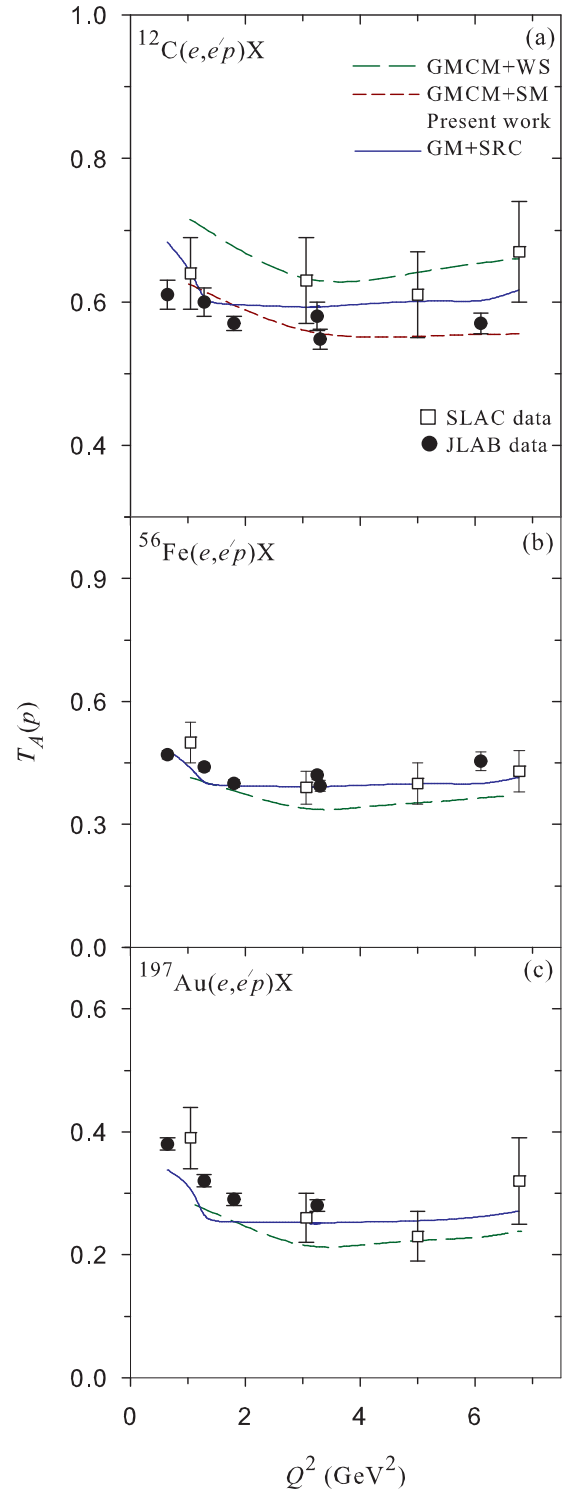 1.0
¹²C(e,e′p)X
(a)
GMCM+WS
GMCM+SM
Present work
GM+SRC
0.8
0.6
SLAC data
JLAB data
0.4
⁵⁶Fe(e,e′p)X
(b)
0.9
0.6
T_A(p)
0.3
0.0
¹⁹⁷Au(e,e′p)X
(c)
0.6
0.4
0.2
0.0
0 2 4 6
Q² (GeV²)